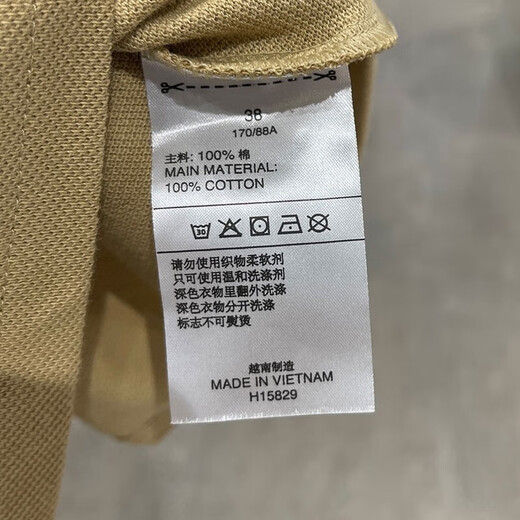 38
170/88A
主料: 100% 棉
MAIN MATERIAL:
100% COTTON
30
请勿使用织物柔软剂
只可使用温和洗涤剂
深色衣物里翻外洗涤
深色衣物分开洗涤
标志不可熨烫
越南制造
MADE IN VIETNAM
H15829